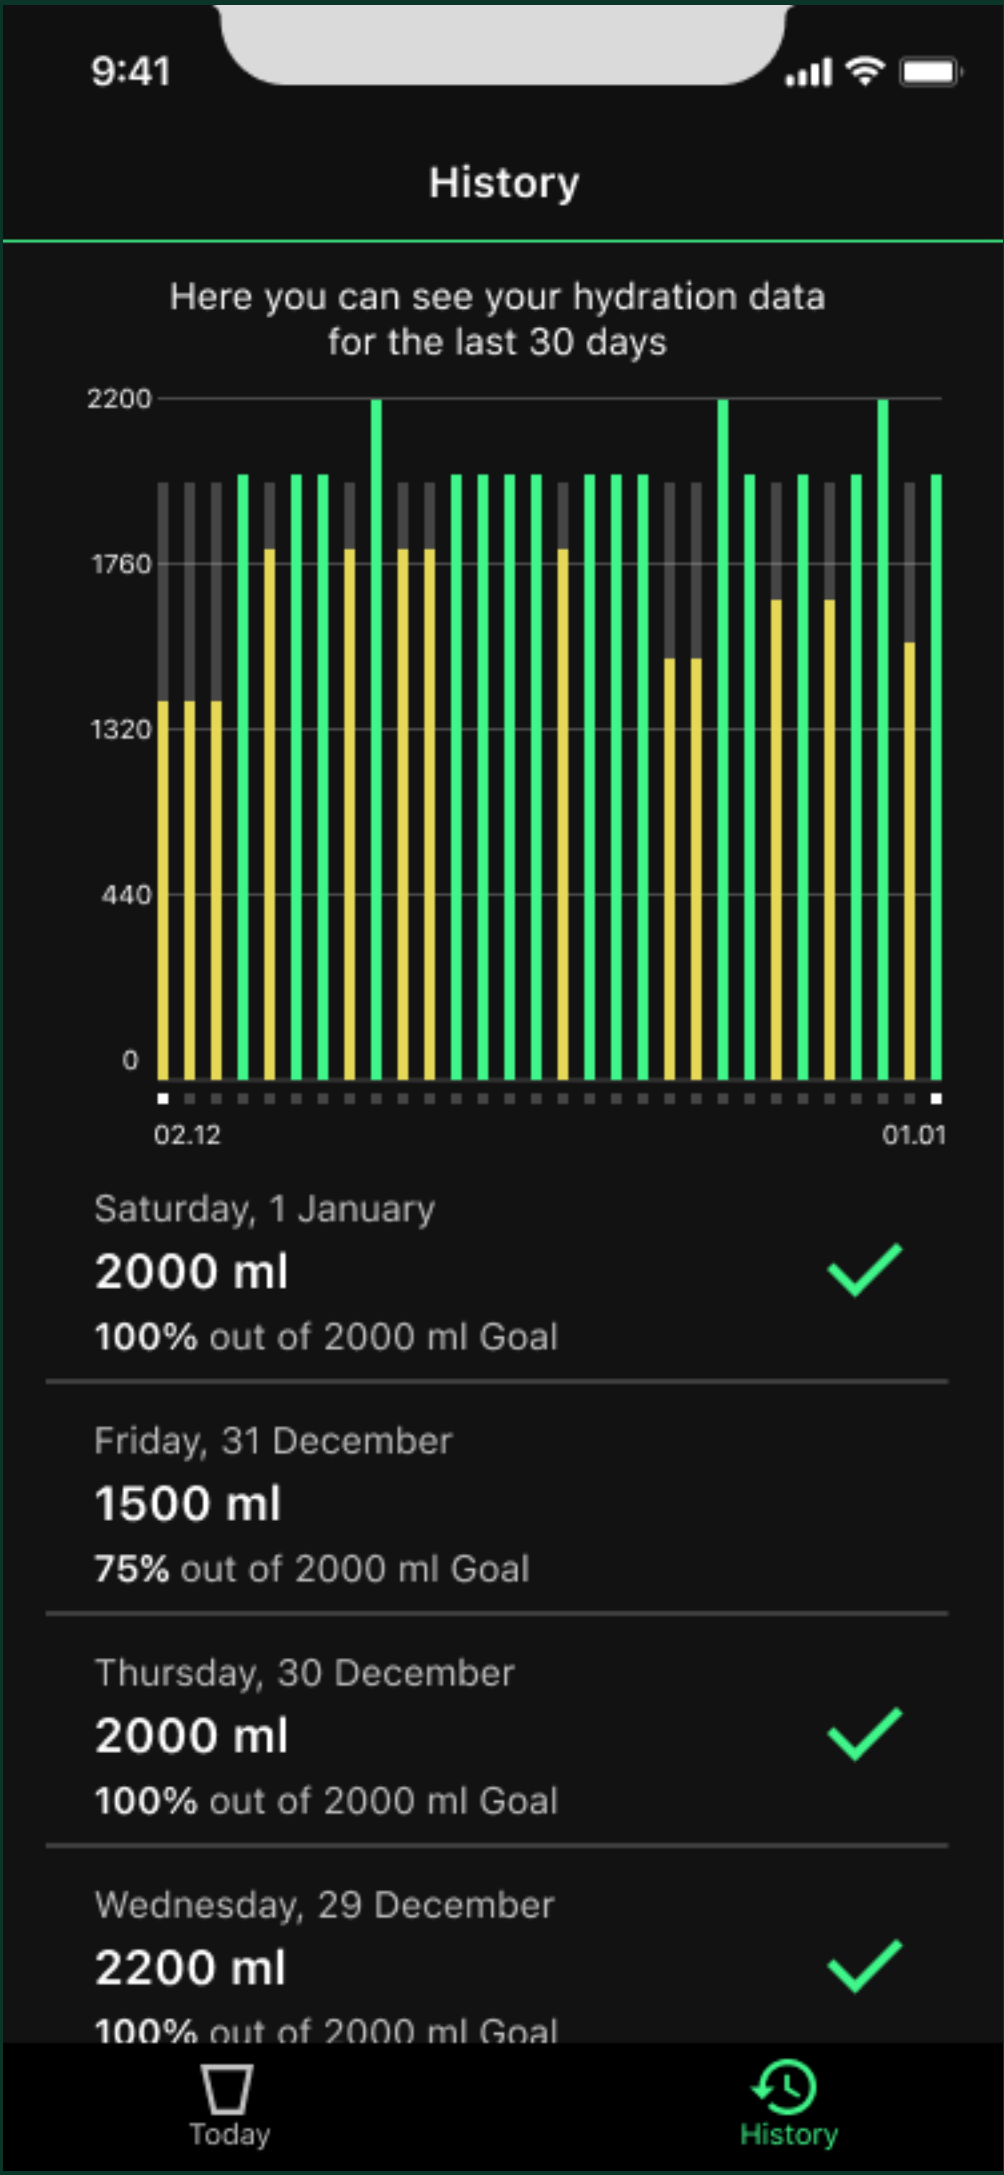 9:41
History
Here you can see your hydration data
for the last 30 days
2200
1760
1320
440
0
02.12 01.01
Saturday, 1 January
2000 ml
100% out of 2000 ml Goal
Friday, 31 December
1500 ml
75% out of 2000 ml Goal
Thursday, 30 December
2000 ml
100% out of 2000 ml Goal
Wednesday, 29 December
2200 ml
100% out of 2000 ml Goal
Today History